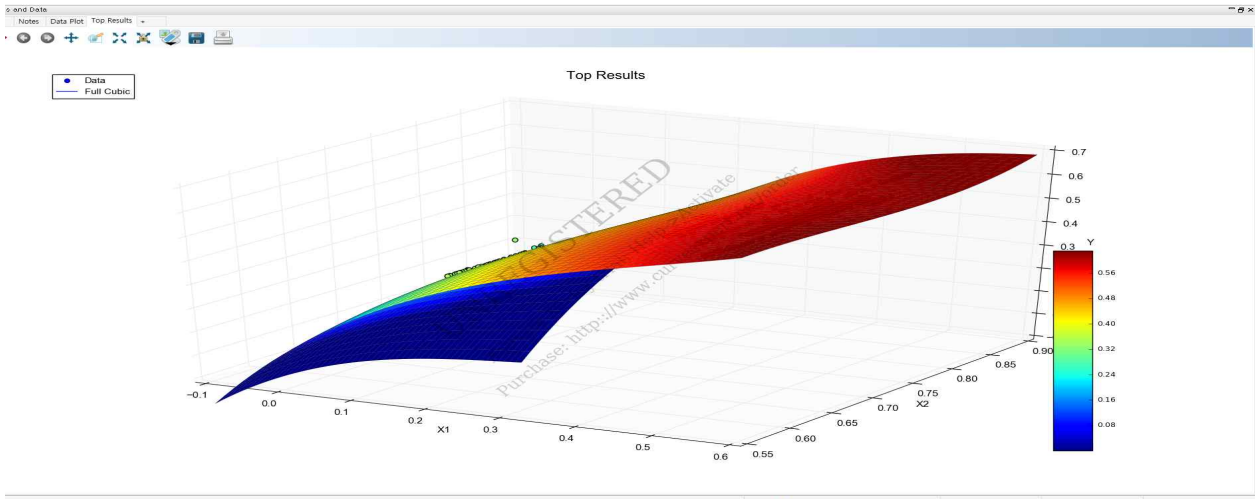 s and Data
Notes Data Plot Top Results +
Top Results
Data
Full Cubic
UNREGISTERED
Purchase: http://www.cur
0.7
0.6
0.5
0.4
0.3 Y
0.56
0.48
0.40
0.32
0.24
0.16
0.08
0.90
0.85
0.80
0.75
X2
0.70
0.65
0.60
0.55
−0.1
0.0
0.1
0.2
X1
0.3
0.4
0.5
0.6